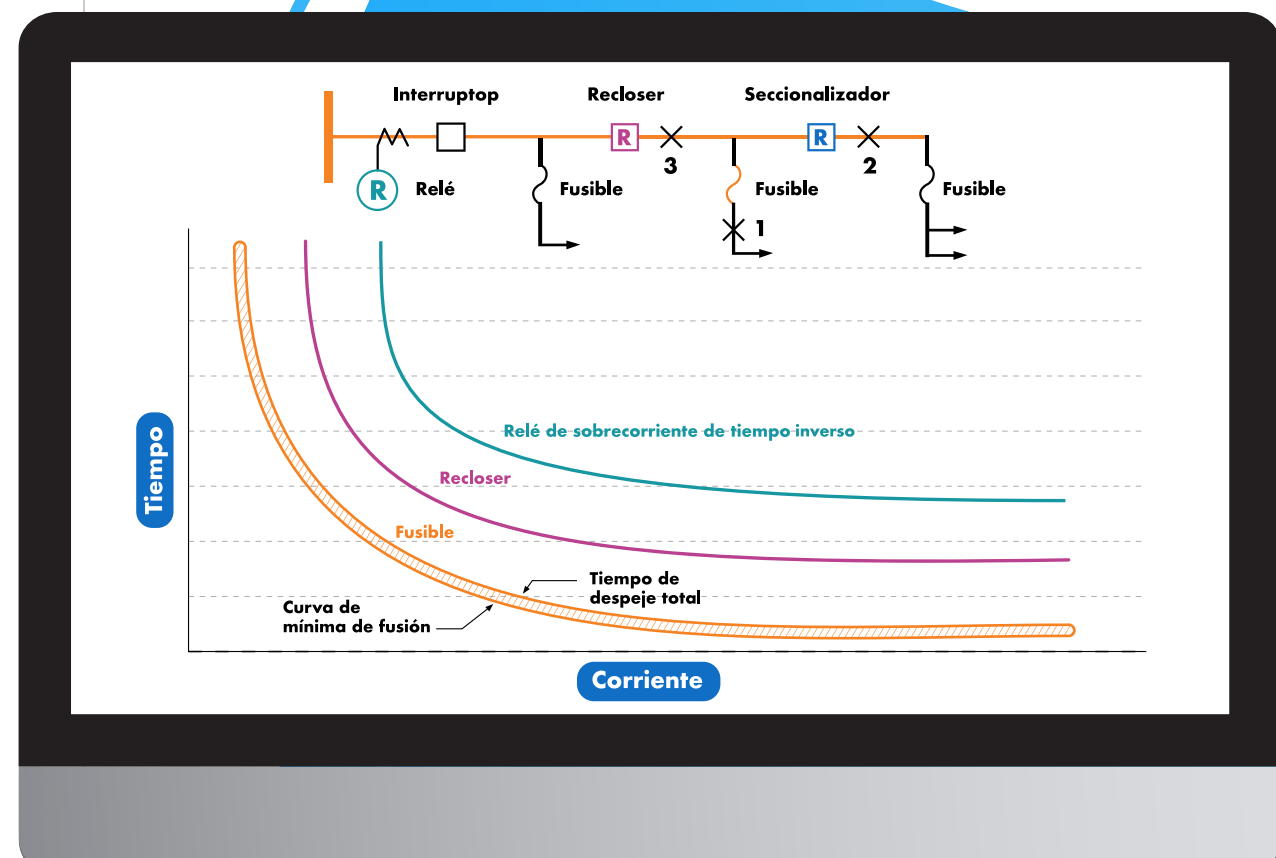 Interruptop
Recloser
Seccionalizador
R
R
3
2
R
Relé
Fusible
Fusible
Fusible
1
Relé de sobrecorriente de tiempo inverso
Recloser
Fusible
Tiempo de
despeje total
Curva de
mínima de fusión
Tiempo
Corriente